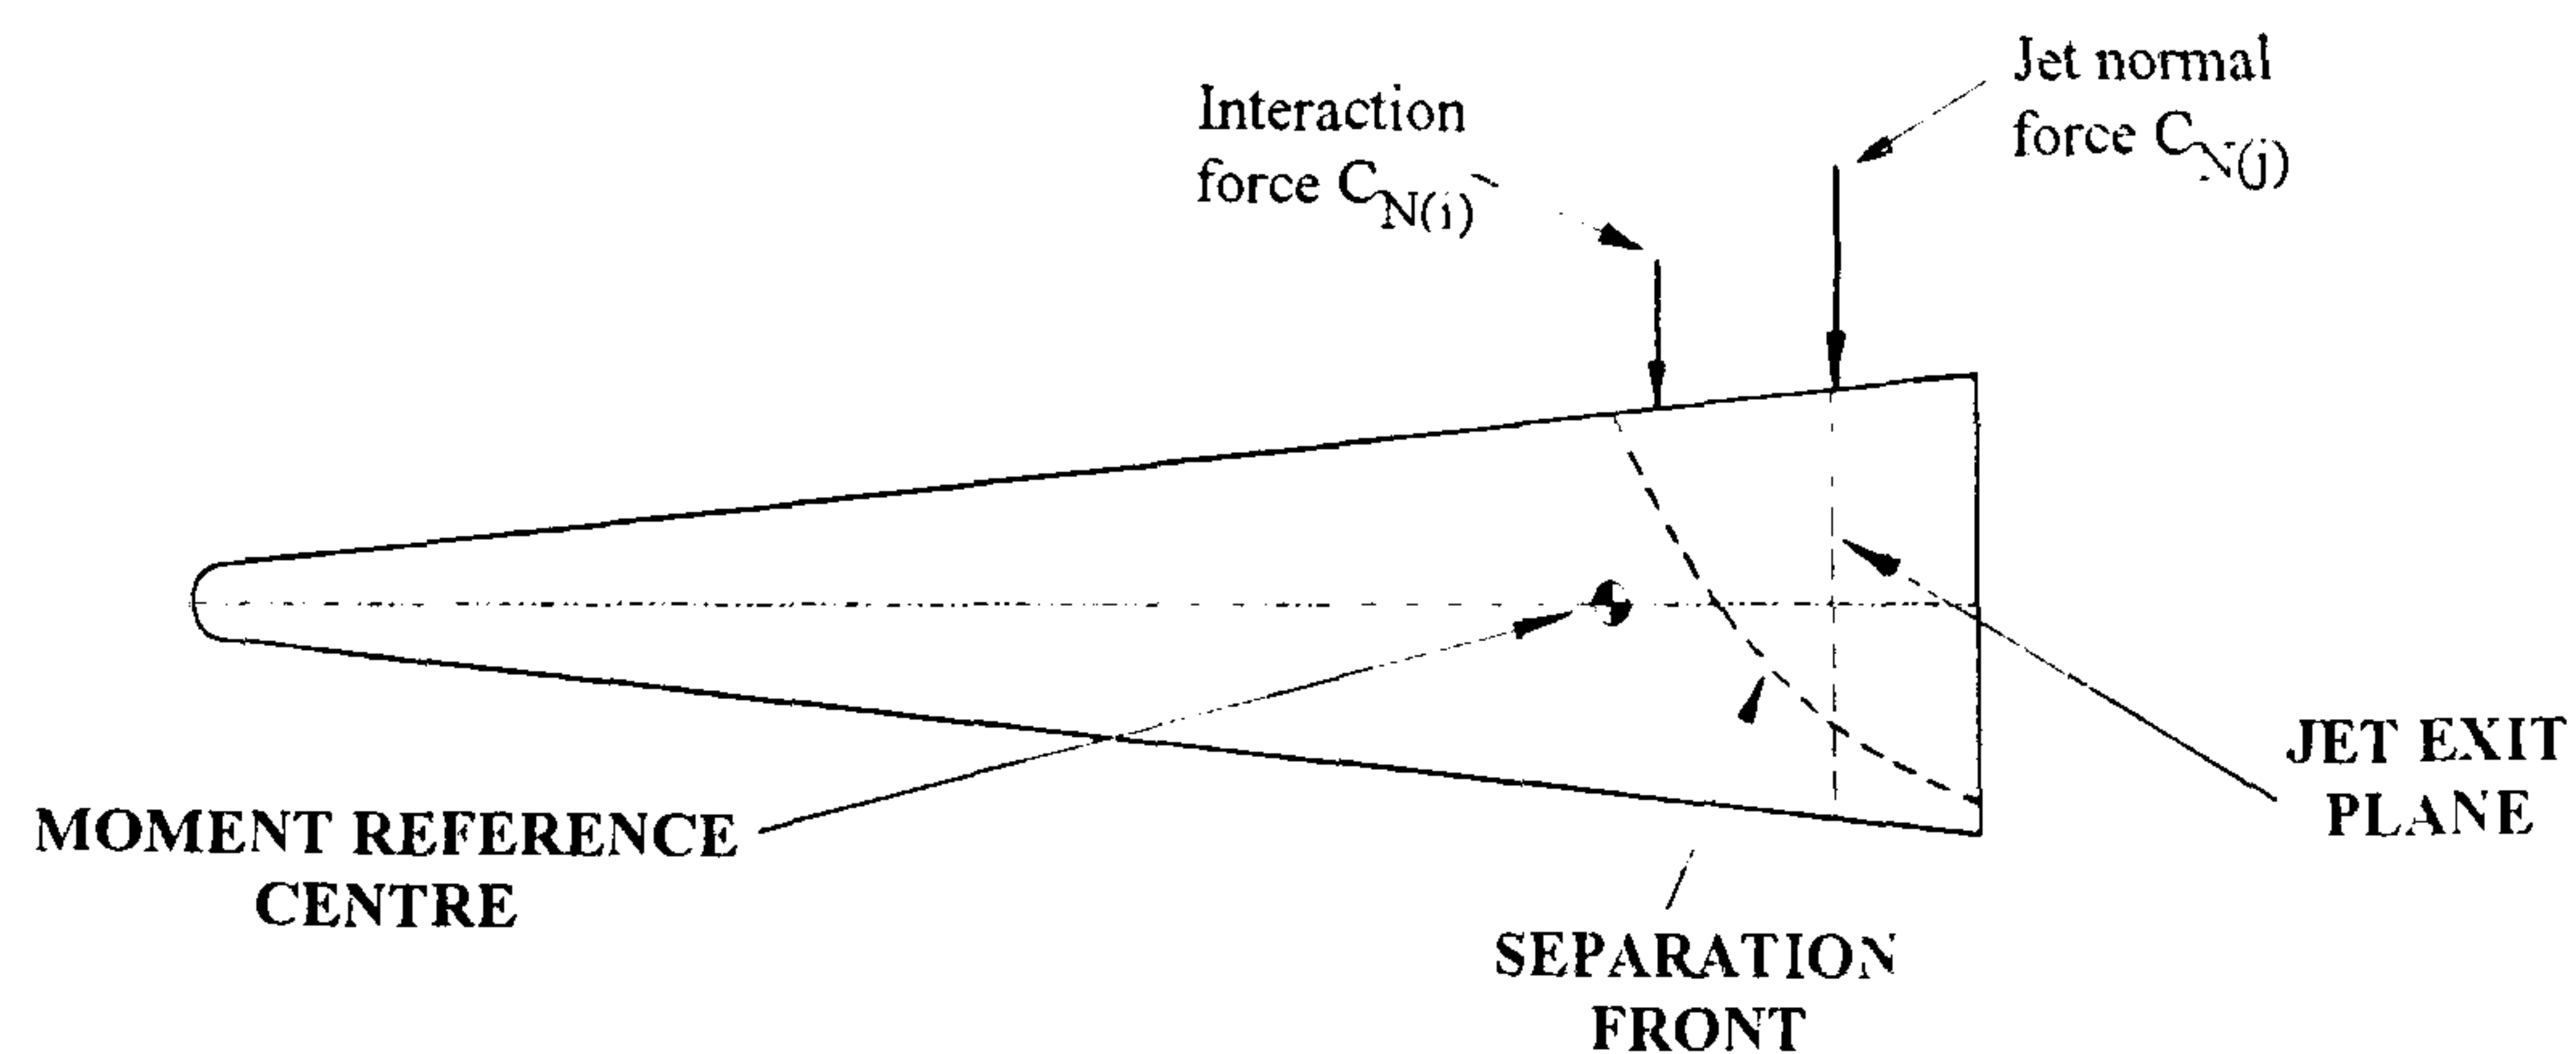 Interaction
force C_N(i)
Jet normal
force C_N(j)
MOMENT REFERENCE
CENTRE
SEPARATION
FRONT
JET EXIT
PLANE